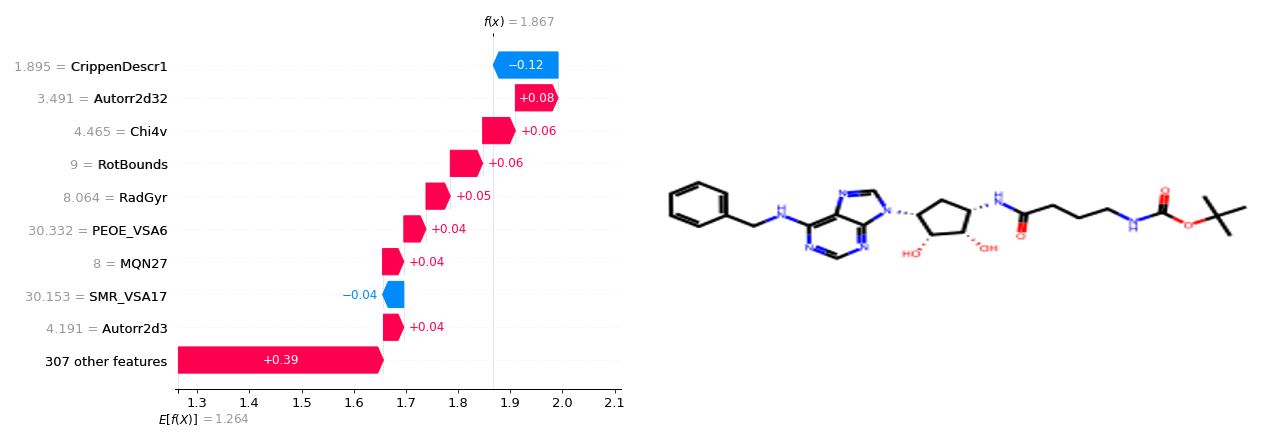 f(x) = 1.867
1.895 = CrippenDescr1
−0.12
3.491 = Autorr2d32
+0.08
4.465 = Chi4v
+0.06
9 = RotBounds
+0.06
8.064 = RadGyr
+0.05
30.332 = PEOE_VSA6
+0.04
8 = MQN27
+0.04
30.153 = SMR_VSA17
−0.04
4.191 = Autorr2d3
+0.04
307 other features
+0.39
1.3 1.4 1.5 1.6 1.7 1.8 1.9 2.0 2.1
E[f(X)] = 1.264
H
N
N
N
N
N
N
HO
OH
N
H
O
N
H
O
O